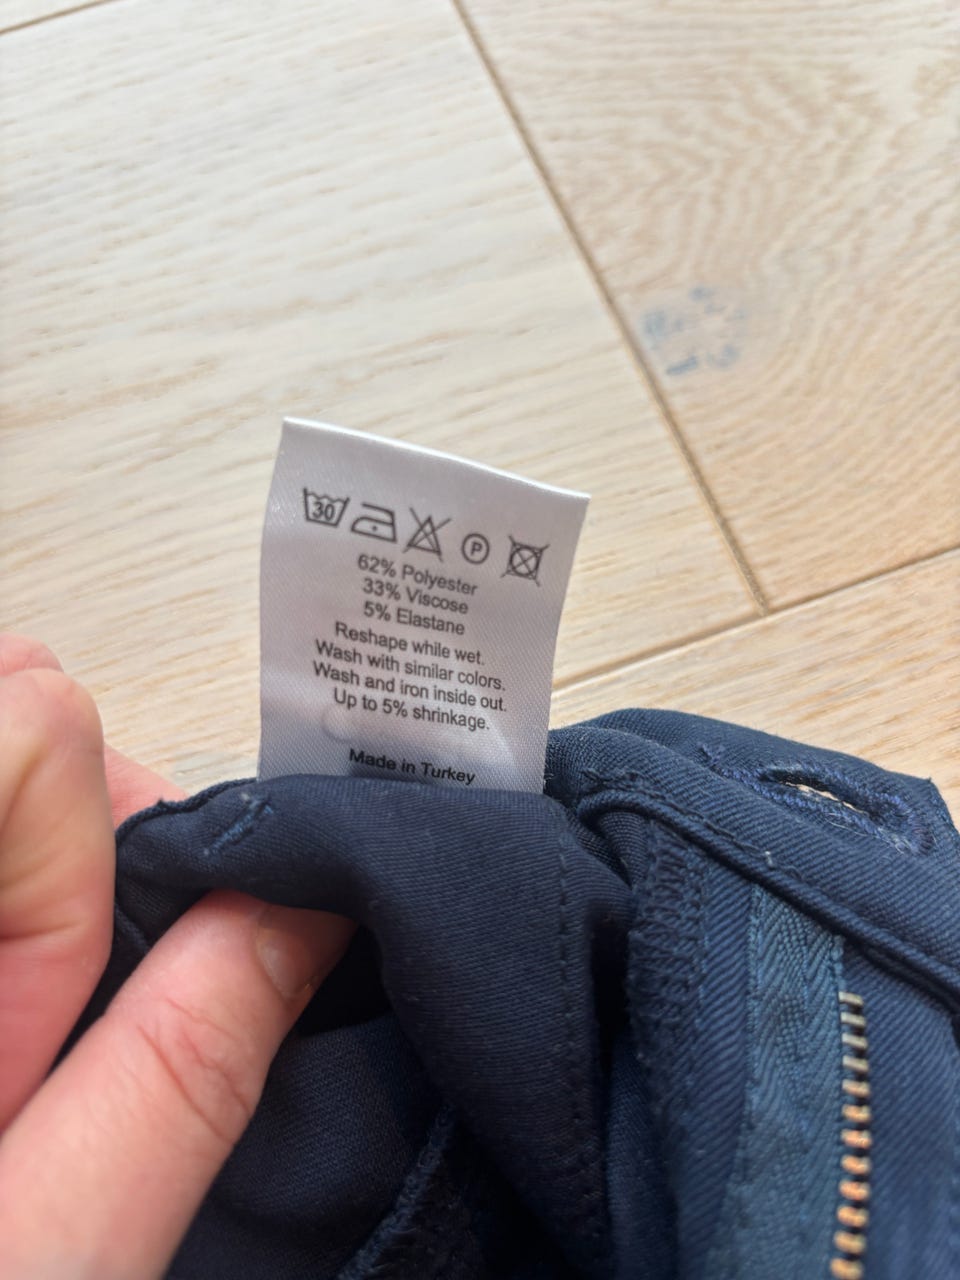 30 P
62% Polyester
33% Viscose
5% Elastane
Reshape while wet.
Wash with similar colors.
Wash and iron inside out.
Up to 5% shrinkage.
Made in Turkey